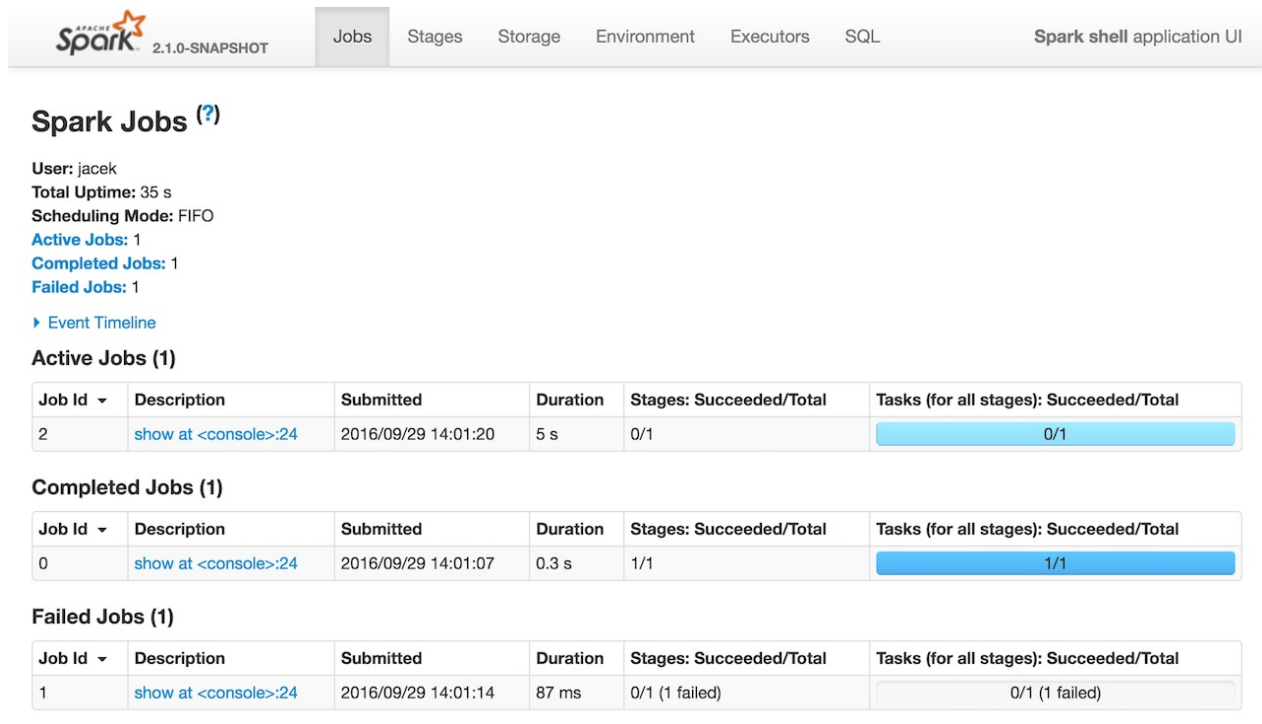 APACHE Spark 2.1.0-SNAPSHOT Jobs Stages Storage Environment Executors SQL Spark shell application UI
Spark Jobs (?)
User: jacek
Total Uptime: 35 s
Scheduling Mode: FIFO
Active Jobs: 1
Completed Jobs: 1
Failed Jobs: 1
Event Timeline
Active Jobs (1)
Job Id Description Submitted Duration Stages: Succeeded/Total Tasks (for all stages): Succeeded/Total
2 show at <console>:24 2016/09/29 14:01:20 5 s 0/1 0/1
Completed Jobs (1)
Job Id Description Submitted Duration Stages: Succeeded/Total Tasks (for all stages): Succeeded/Total
0 show at <console>:24 2016/09/29 14:01:07 0.3 s 1/1 1/1
Failed Jobs (1)
Job Id Description Submitted Duration Stages: Succeeded/Total Tasks (for all stages): Succeeded/Total
1 show at <console>:24 2016/09/29 14:01:14 87 ms 0/1 (1 failed) 0/1 (1 failed)